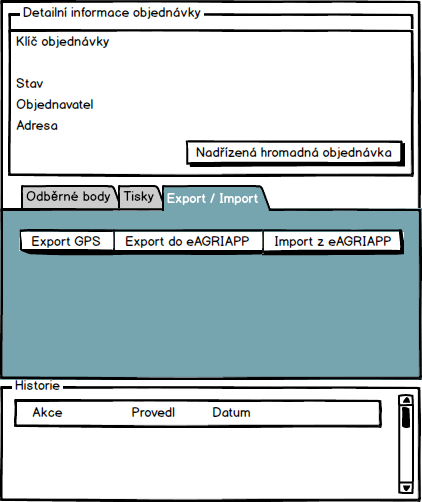 Detailní informace objednávky
Klíč objednávky
Stav
Objednavatel
Adresa
Nadřízená hromadná objednávka
Odběrné body Tisky Export / Import
Export GPS Export do eAGRIAPP Import z eAGRIAPP
Historie
Akce Provedl Datum